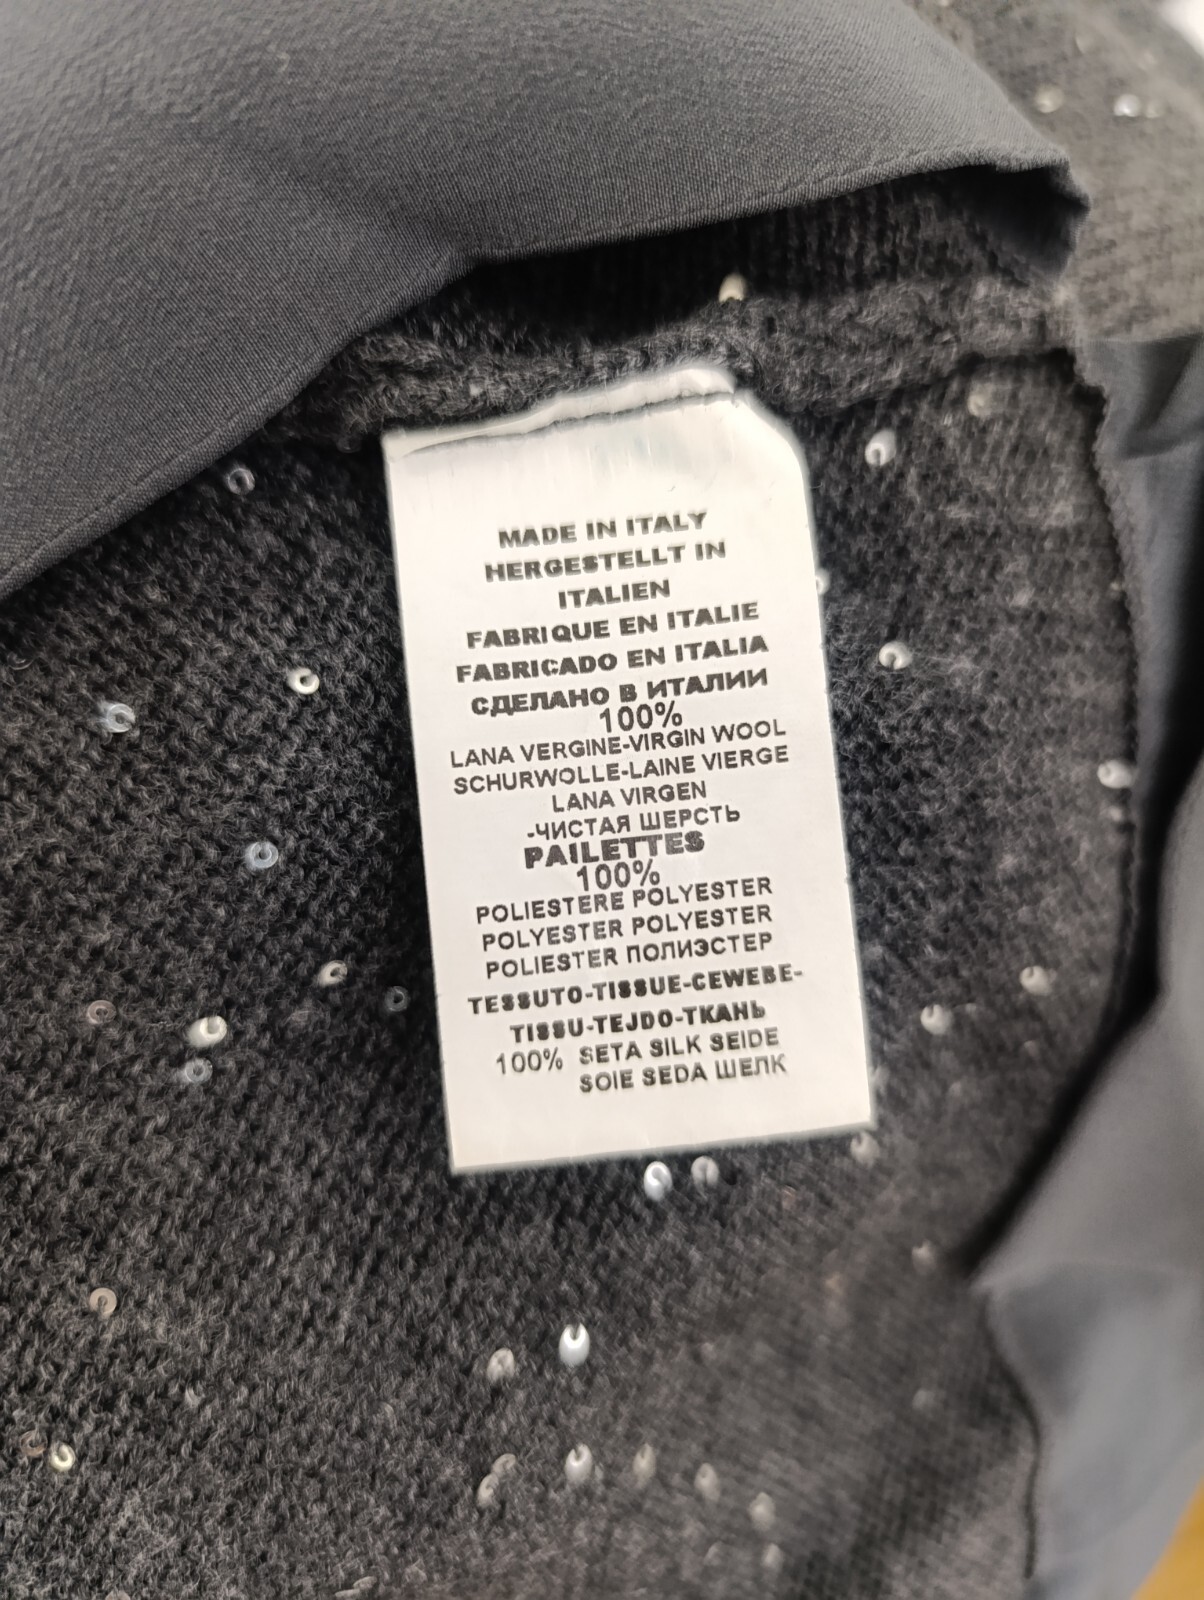 MADE IN ITALY
HERGESTELLT IN
ITALIEN
FABRIQUE EN ITALIE
FABRICADO EN ITALIA
СДЕЛАНО В ИТАЛИИ
100%
LANA VERGINE-VIRGIN WOOL
SCHURWOLLE-LAINE VIERGE
LANA VIRGEN
-ЧИСТАЯ ШЕРСТЬ
PAILETTES
100%
POLIESTERE POLYESTER
POLYESTER POLYESTER
POLIESTER ПОЛИЭСТЕР
TESSUTO-TISSUE-GEWEBE-
TISSU-TEJDO-ТКАНЬ
100% SETA SILK SEIDE
SOIE SEDA ШЕЛК